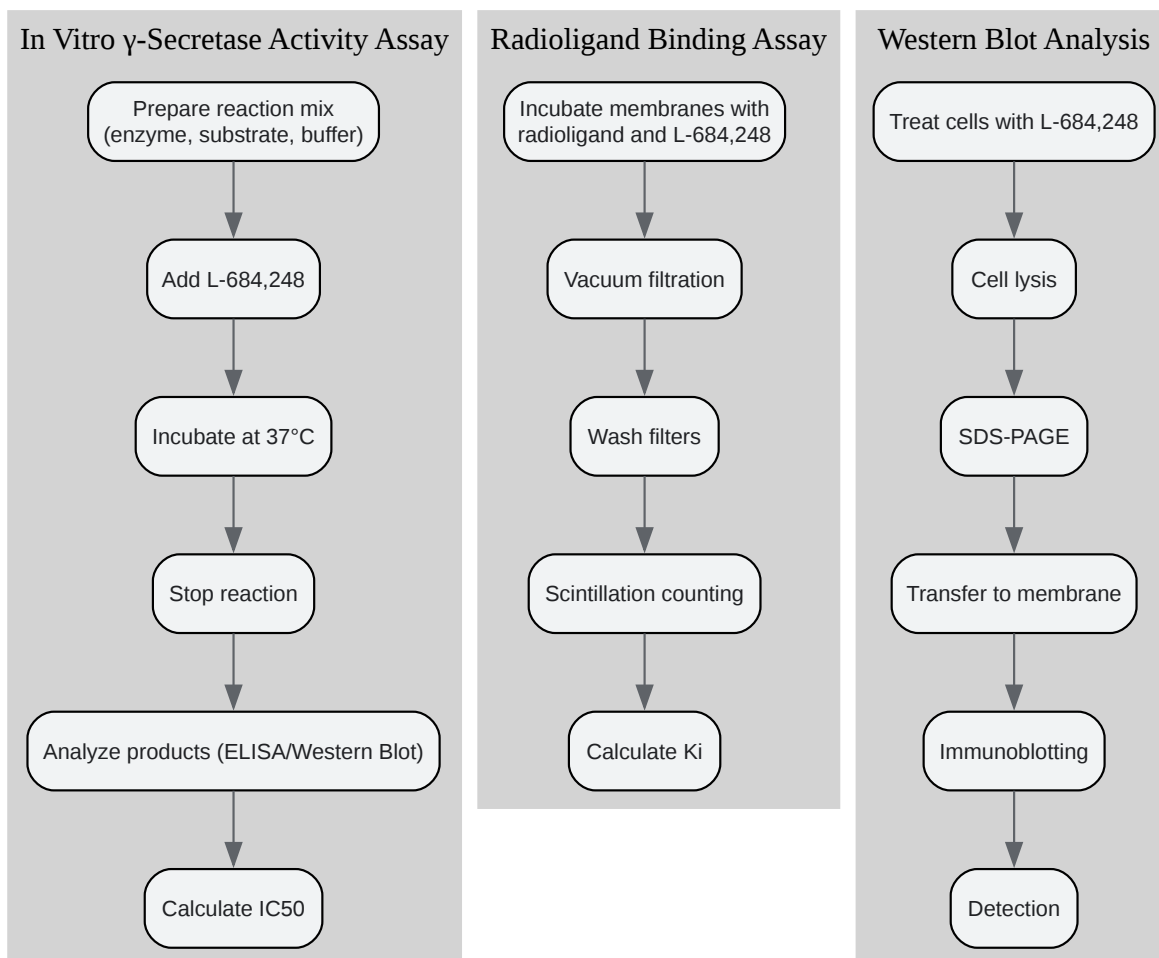 In Vitro γ-Secretase Activity Assay
Prepare reaction mix
(enzyme, substrate, buffer)
Add L-684,248
Incubate at 37°C
Stop reaction
Analyze products (ELISA/Western Blot)
Calculate IC50
Radioligand Binding Assay
Incubate membranes with
radioligand and L-684,248
Vacuum filtration
Wash filters
Scintillation counting
Calculate Ki
Western Blot Analysis
Treat cells with L-684,248
Cell lysis
SDS-PAGE
Transfer to membrane
Immunoblotting
Detection